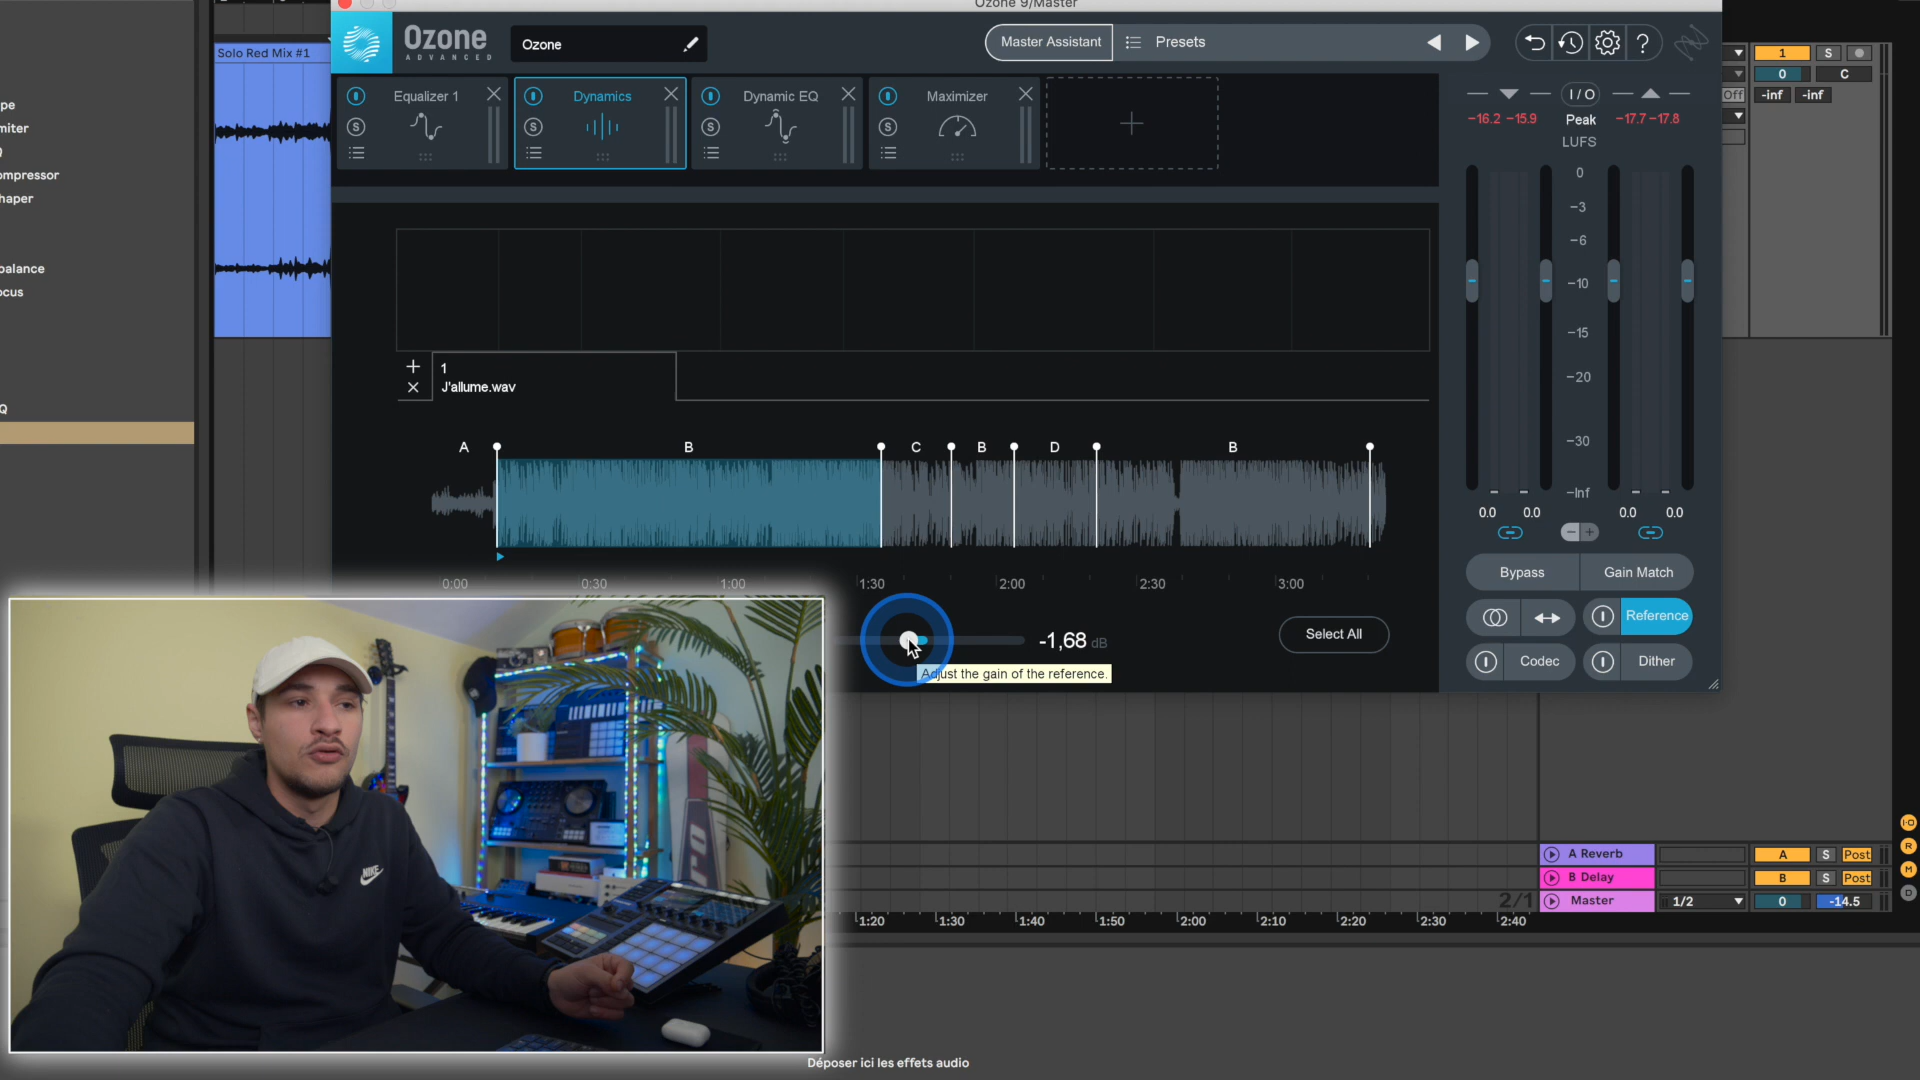 Ozone 9/Master
Solo Red Mix #1
Ozone
ADVANCED
Ozone
Master Assistant
Presets
?
Equalizer 1
Dynamics
Dynamic EQ
Maximizer
S
S
S
S
I / O
-16.2 -15.9
Peak
-17.7 -17.8
LUFS
0
-3
-6
-10
-15
-20
-30
-Inf
0.0 0.0
0.0 0.0
Bypass
Gain Match
Reference
Codec
Dither
1
J'allume.wav
A
B
C
B
D
B
0:00
0:30
1:00
1:30
2:00
2:30
3:00
-1,68 dB
Adjust the gain of the reference.
Select All
1
S
0
C
Off
-inf
-inf
pe
miter
ompressor
haper
balance
ocus
Q
NIKE
A Reverb
A
S
Post
B Delay
B
S
Post
2/1
Master
1/2
0
-14.5
1:20
1:30
1:40
1:50
2:00
2:10
2:20
2:30
2:40
I·O
R
M
D
Déposer ici les effets audio